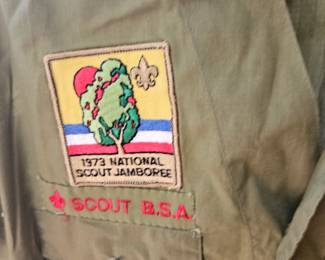 1973 NATIONAL
SCOUT JAMBOREE
SCOUT B.S.A.